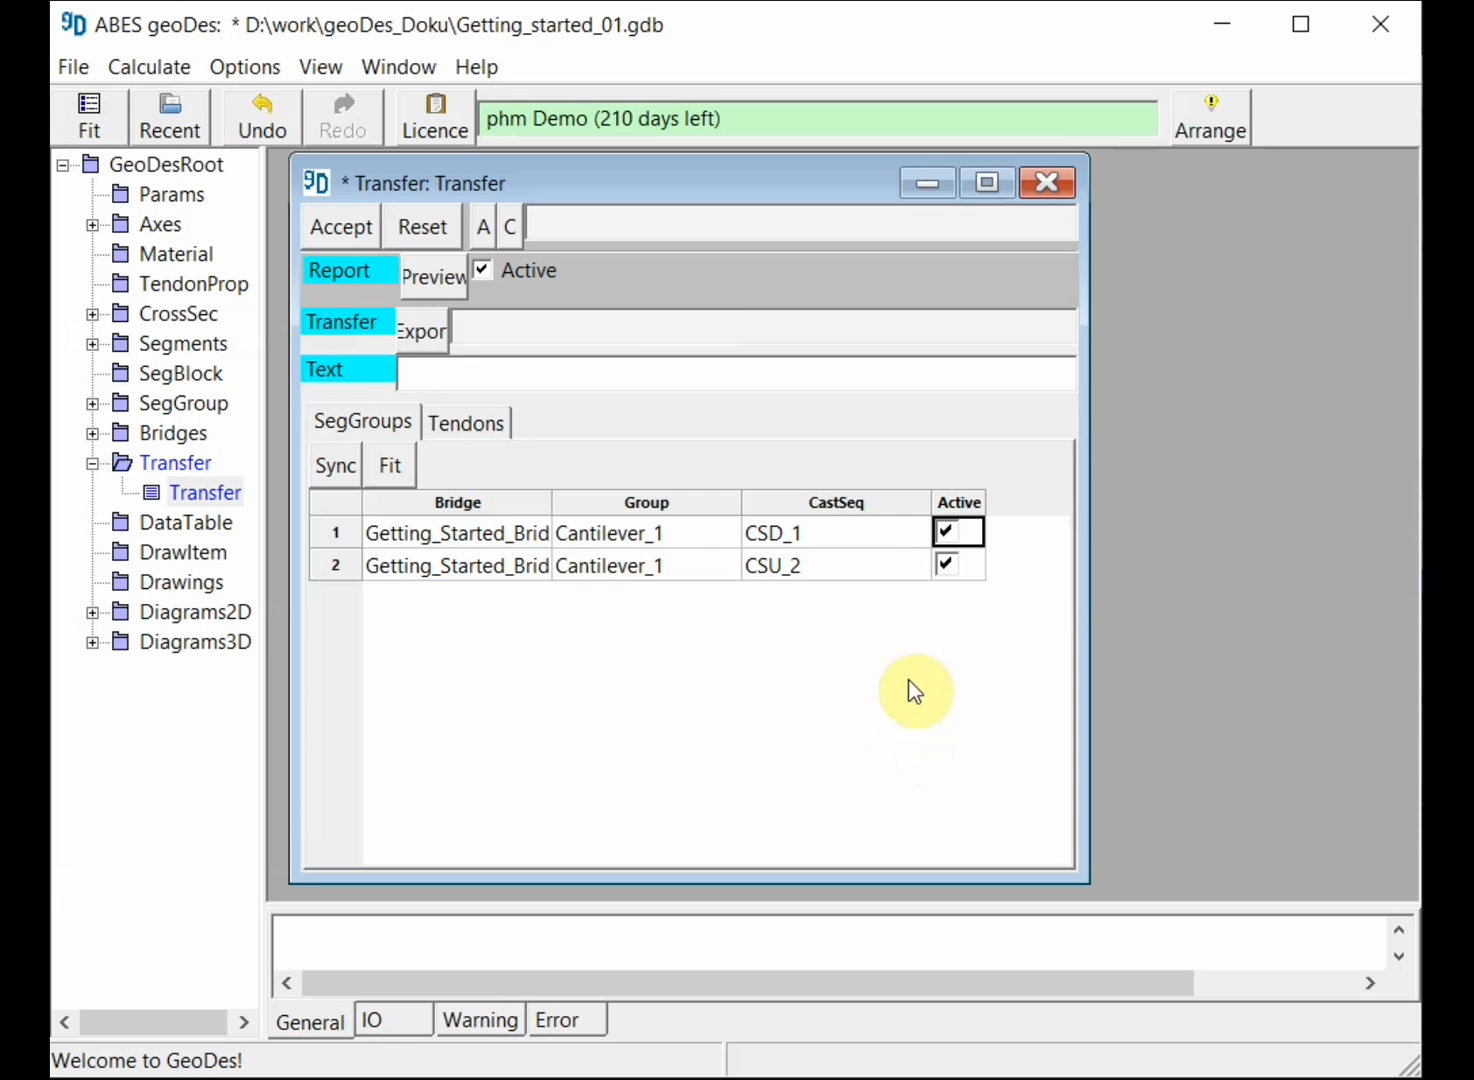 ABES geoDes:  * D:\work\geoDes_Doku\Getting_started_01.gdb
File Calculate Options View Window Help
Fit Recent Undo Redo Licence phm Demo (210 days left) Arrange
GeoDesRoot
Params
Axes
Material
TendonProp
CrossSec
Segments
SegBlock
SegGroup
Bridges
Transfer
Transfer
DataTable
DrawItem
Drawings
Diagrams2D
Diagrams3D
gD * Transfer: Transfer
Accept Reset A C
Report Preview Active
Transfer Expor
Text
SegGroups Tendons
Sync Fit
Bridge Group CastSeq Active
1 Getting_Started_Brid Cantilever_1 CSD_1
2 Getting_Started_Brid Cantilever_1 CSU_2
General IO Warning Error
Welcome to GeoDes!